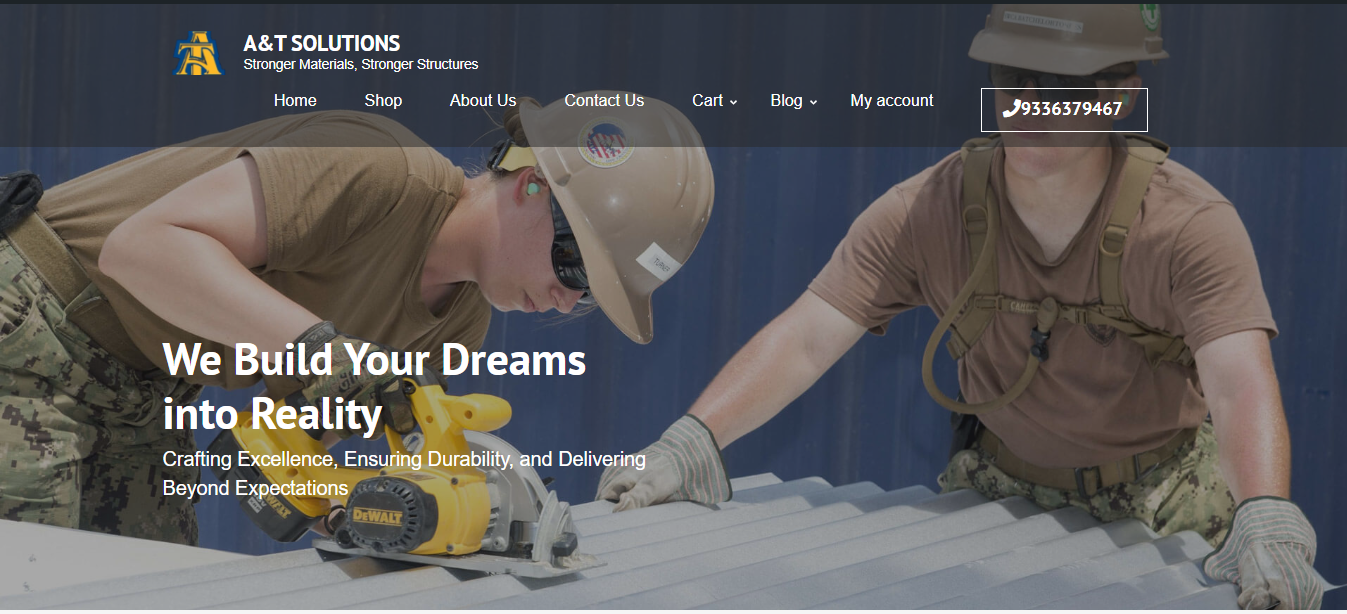 A&T SOLUTIONS
Stronger Materials, Stronger Structures
Home Shop About Us Contact Us Cart Blog My account
9336379467
TURNER
We Build Your Dreams
into Reality
Crafting Excellence, Ensuring Durability, and Delivering
Beyond Expectations
DEWALT